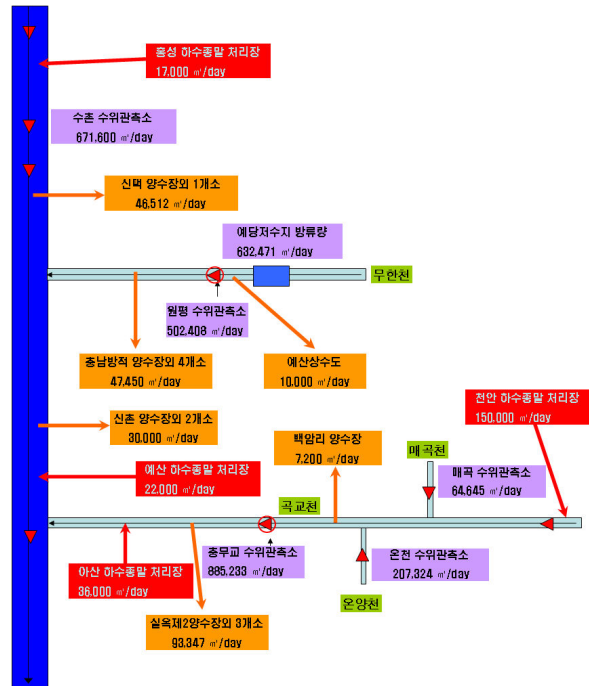 홍성 하수종말 처리장
17,000 ㎥/day
수촌 수위관측소
671,600 ㎥/day
신택 양수장외 1개소
46,512 ㎥/day
예당저수지 방류량
632,471 ㎥/day
무한천
원평 수위관측소
502,408 ㎥/day
충남방적 양수장외 4개소
47,450 ㎥/day
예산상수도
10,000 ㎥/day
신촌 양수장외 2개소
30,000 ㎥/day
백암리 양수장
7,200 ㎥/day
천안 하수종말 처리장
150,000 ㎥/day
매곡천
예산 하수종말 처리장
22,000 ㎥/day
매곡 수위관측소
64,645 ㎥/day
곡교천
아산 하수종말 처리장
36,000 ㎥/day
충무교 수위관측소
885,233 ㎥/day
온천 수위관측소
207,324 ㎥/day
온양천
실옥제2양수장외 3개소
93,347 ㎥/day